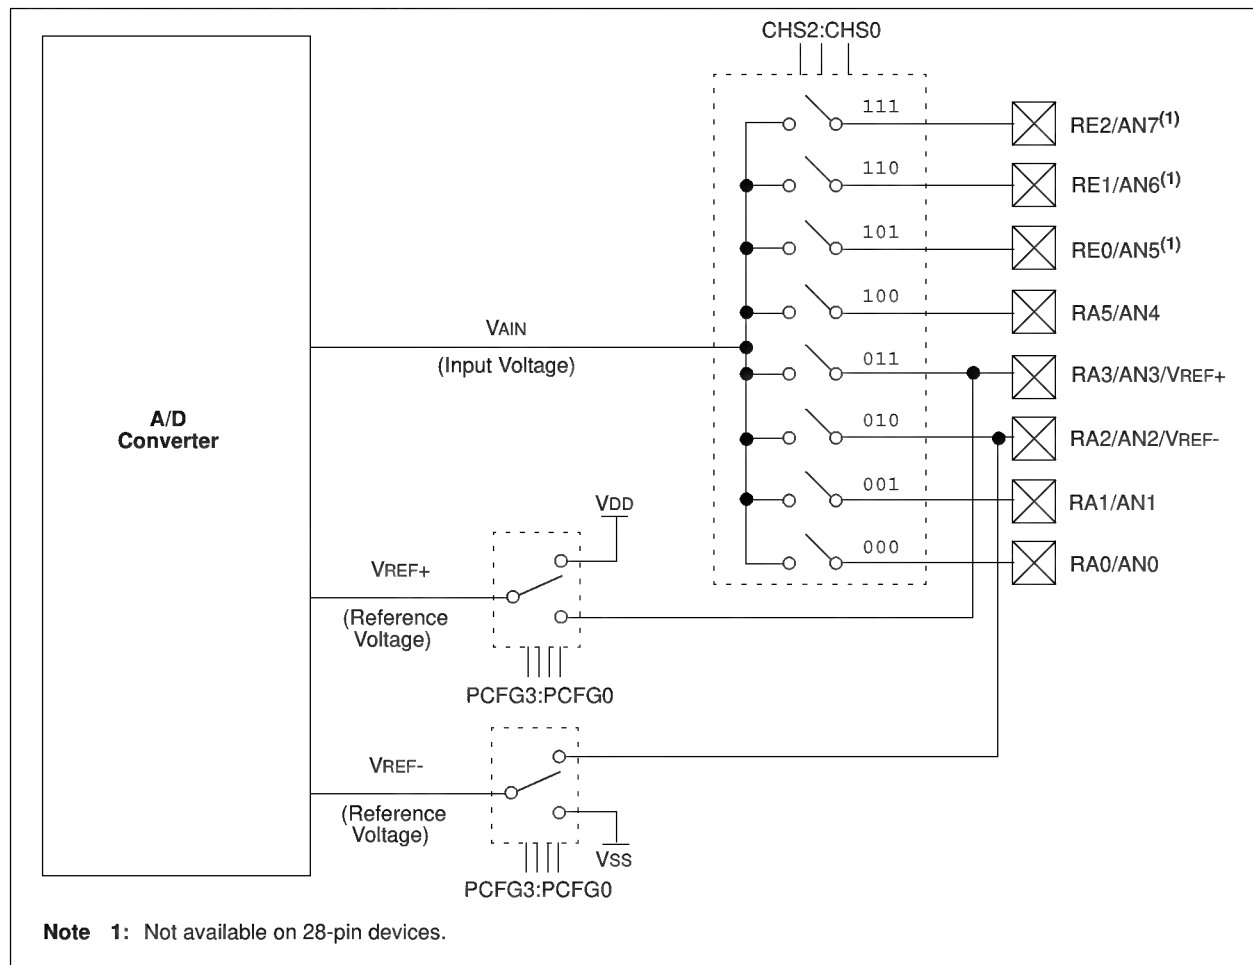 CHS2:CHS0
111
RE2/AN7(1)
110
RE1/AN6(1)
101
RE0/AN5(1)
100
RA5/AN4
VAIN
(Input Voltage)
011
RA3/AN3/VREF+
A/D
Converter
010
RA2/AN2/VREF-
001
RA1/AN1
VDD
000
RA0/AN0
VREF+
(Reference
Voltage)
PCFG3:PCFG0
VREF-
(Reference
Voltage)
VSS
PCFG3:PCFG0
Note 1: Not available on 28-pin devices.